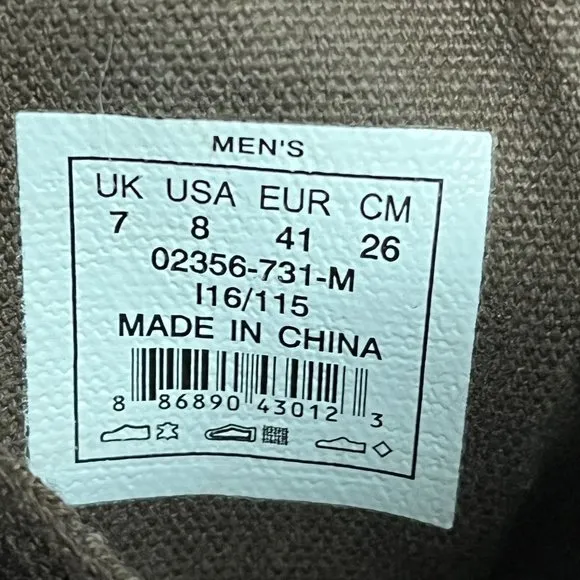 MEN'S
UK USA EUR CM
7 8 41 26
02356-731-M
I16/115
MADE IN CHINA
8 86890 43012 3